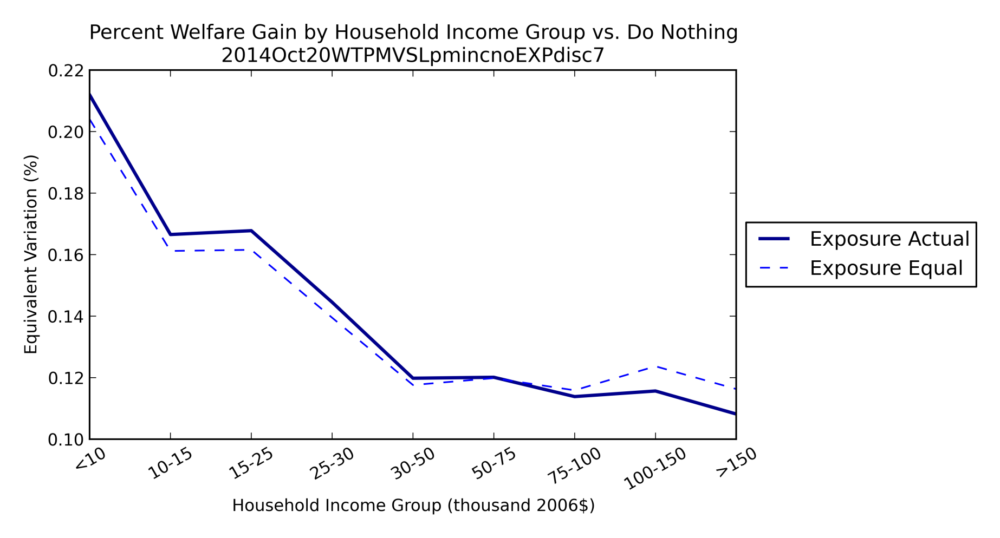 Percent Welfare Gain by Household Income Group vs. Do Nothing
2014Oct20WTPMVSLpmincnoEXPdisc7
0.22
0.20
0.18
0.16
0.14
0.12
0.10
Equivalent Variation (%)
Exposure Actual
Exposure Equal
<10
10-15
15-25
25-30
30-50
50-75
75-100
100-150
>150
Household Income Group (thousand 2006$)